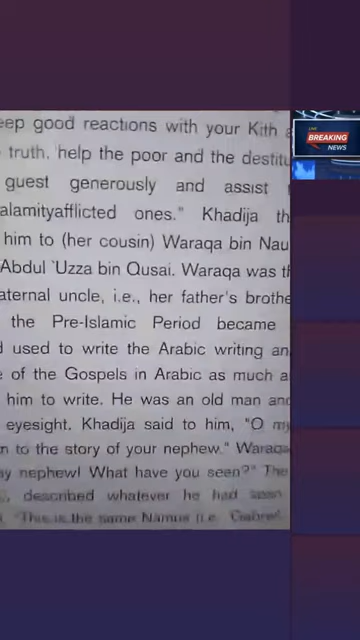 eep good reactions with your Kith
truth, help the poor and the destitu
guest generously and assist
alamityafflicted ones." Khadija th
him to (her cousin) Waraqa bin Nau
Abdul 'Uzza bin Qusai. Waraqa was th
aternal uncle, i.e., her father's brothe
the Pre-Islamic Period became
used to write the Arabic writing an
of the Gospels in Arabic as much a
him to write. He was an old man and
eyesight. Khadija said to him, "O my
n to the story of your nephew." Waraqa
ny nephew! What have you seen?" The
described whatever he had seen
"This is the same Namus (i.e. Gabriel
LIVE
BREAKING
NEWS